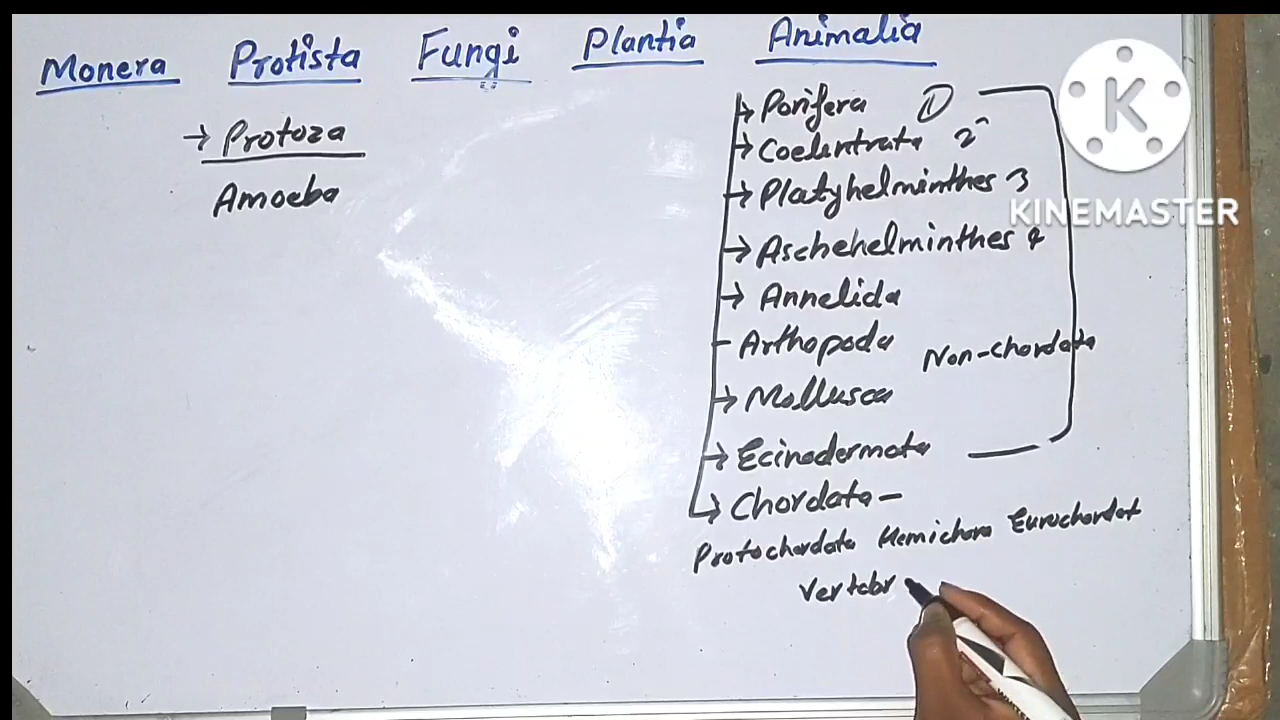 Monera Protista Fungi Plantia Animalia
→ Protoza
Amoeba
→ Porifera 1
→ Coelentrata 2
→ Platyhelminthes 3
→ Aschehelminthes 4
→ Annelida
- Arthopoda
Non-chordata
→ Mollusca
→ Ecinodermata
→ Chordata -
Protochordata Hemichora Eurochordat
Vertebr
K
KINEMASTER